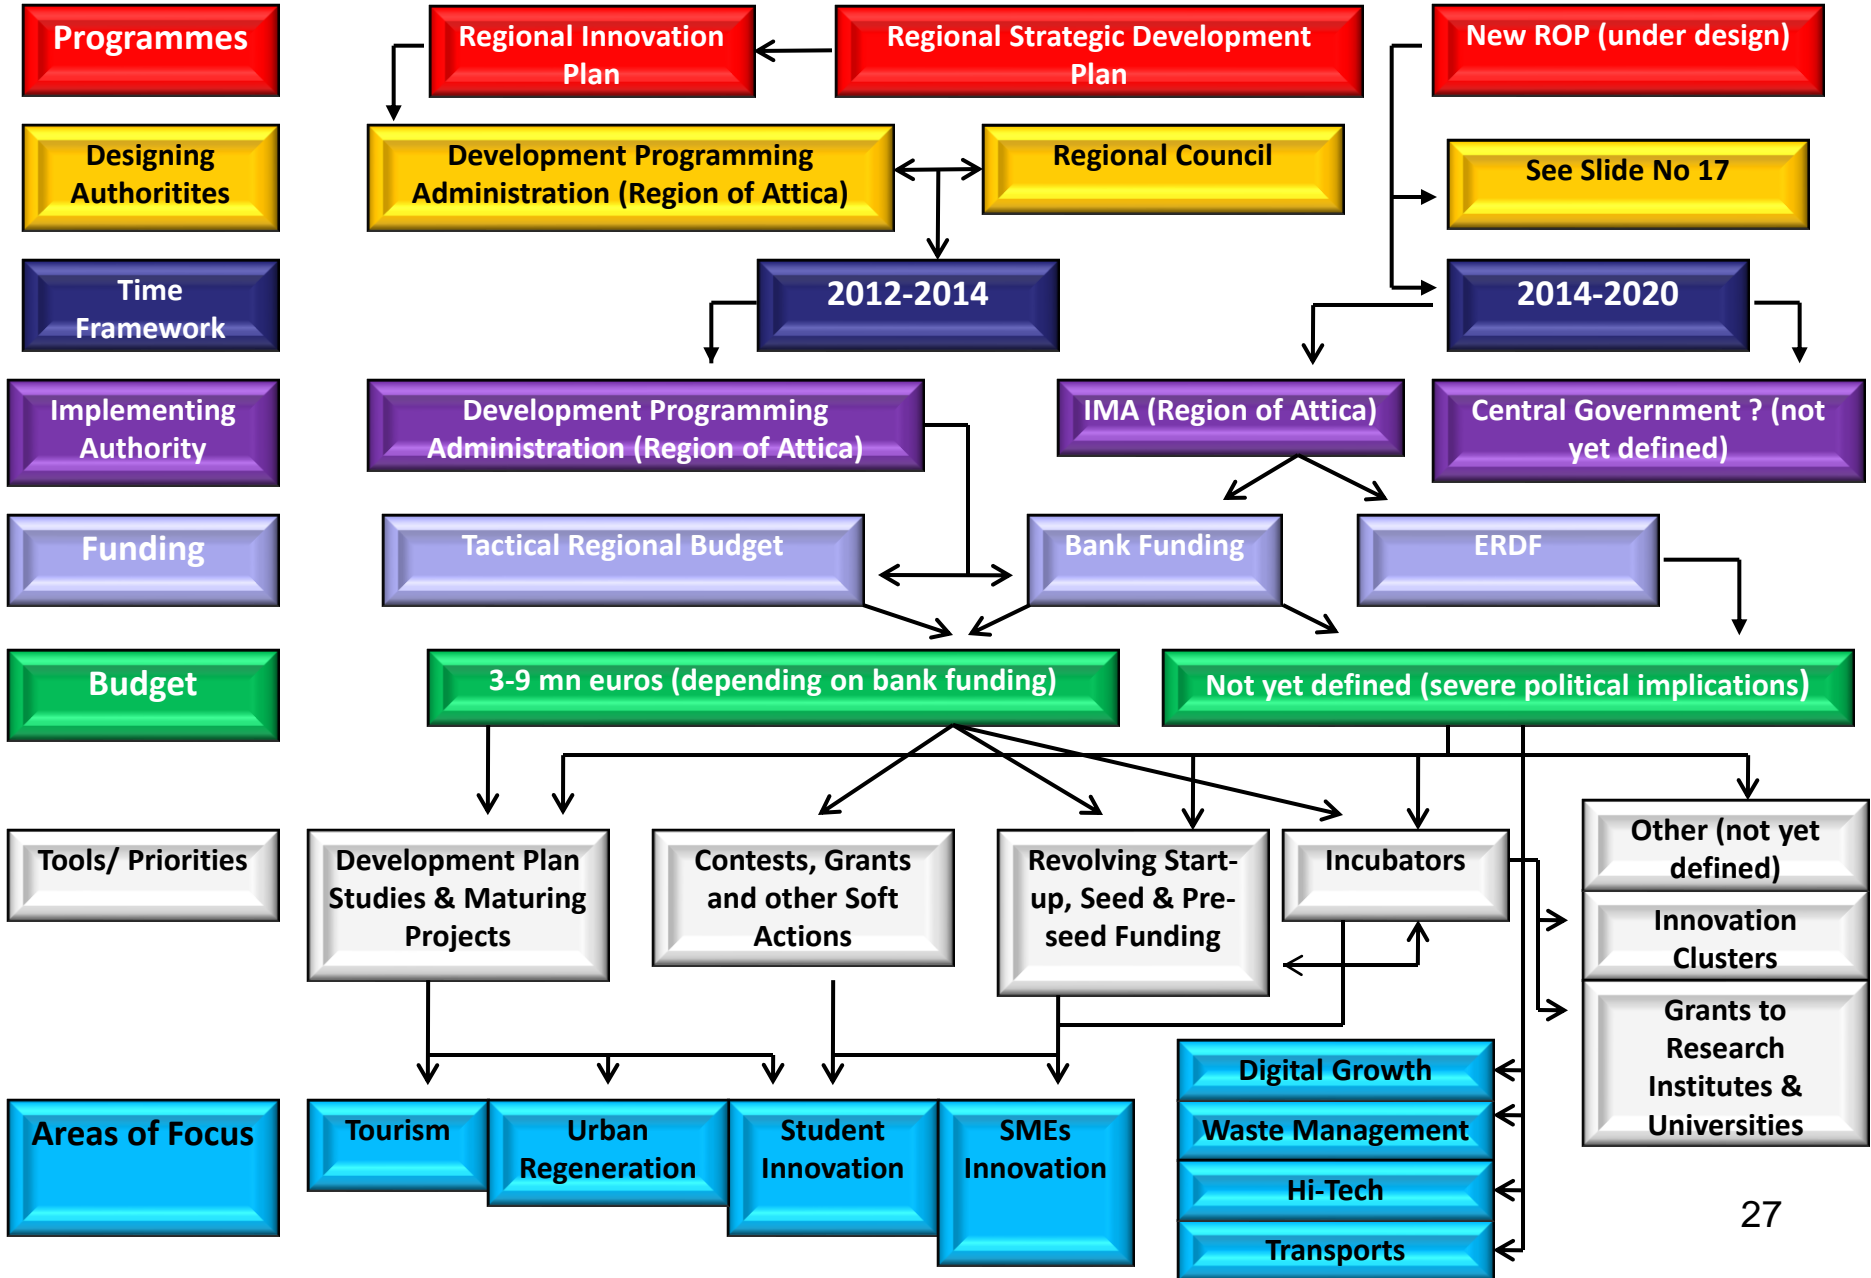 Programmes
Regional Innovation
Plan
Regional Strategic Development
Plan
New ROP (under design)
Designing
Authoritites
Development Programming
Administration (Region of Attica)
Regional Council
See Slide No 17
Time
Framework
2012-2014
2014-2020
Implementing
Authority
Development Programming
Administration (Region of Attica)
IMA (Region of Attica)
Central Government ? (not
yet defined)
Funding
Tactical Regional Budget
Bank Funding
ERDF
Budget
3-9 mn euros (depending on bank funding)
Not yet defined (severe political implications)
Tools/ Priorities
Development Plan
Studies & Maturing
Projects
Contests, Grants
and other Soft
Actions
Revolving Start-
up, Seed & Pre-
seed Funding
Incubators
Other (not yet
defined)
Innovation
Clusters
Grants to
Research
Institutes &
Universities
Areas of Focus
Tourism
Urban
Regeneration
Student
Innovation
SMEs
Innovation
Digital Growth
Waste Management
Hi-Tech
Transports
27